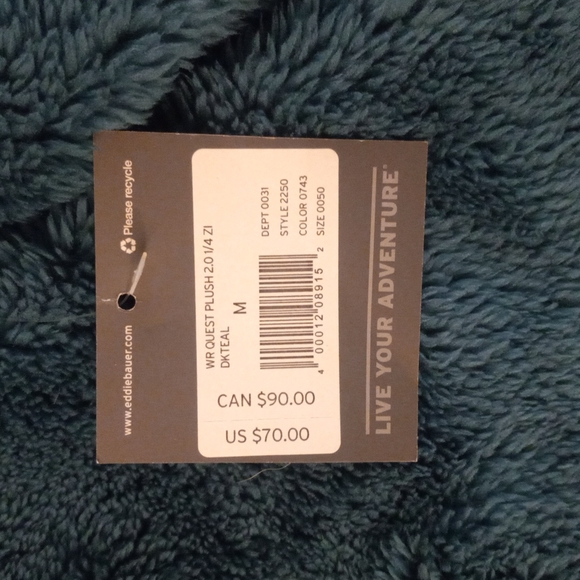 www.eddiebauer.com
♻ Please recycle
WR QUEST PLUSH 2.0 1/4 ZI
DKTEAL
M
DEPT 0031
STYLE 2250
COLOR 0743
SIZE 0050
4 00012 08915 2
CAN $90.00
US $70.00
LIVE YOUR ADVENTURE®